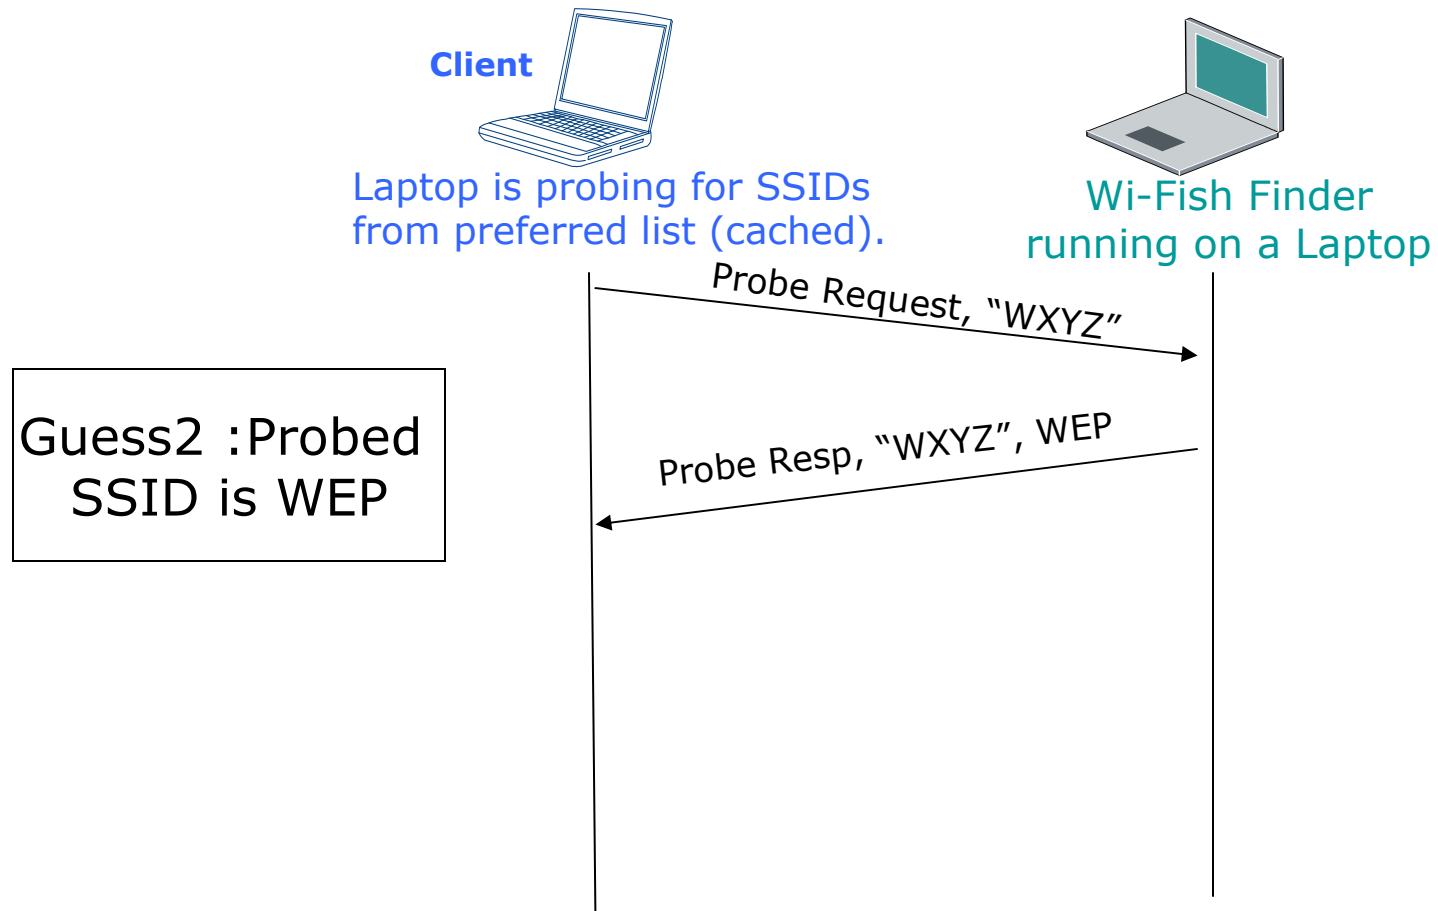 Client
Laptop is probing for SSIDs
from preferred list (cached).
Wi-Fish Finder
running on a Laptop
Probe Request, “WXYZ”
Guess2 :Probed
SSID is WEP
Probe Resp, “WXYZ”, WEP